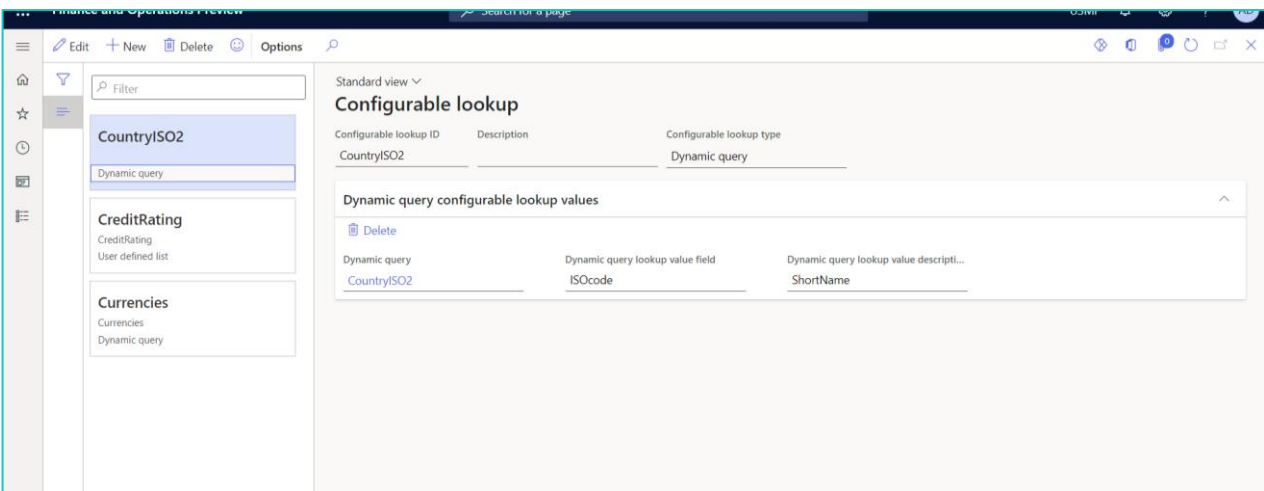 Finance and Operations Preview
Search for a page
USMF
?
Edit
New
Delete
Options
0
Filter
CountryISO2
Dynamic query
CreditRating
CreditRating
User defined list
Currencies
Currencies
Dynamic query
Standard view
Configurable lookup
Configurable lookup ID Description Configurable lookup type
CountryISO2 Dynamic query
Dynamic query configurable lookup values
Delete
Dynamic query Dynamic query lookup value field Dynamic query lookup value descripti...
CountryISO2 ISOcode ShortName